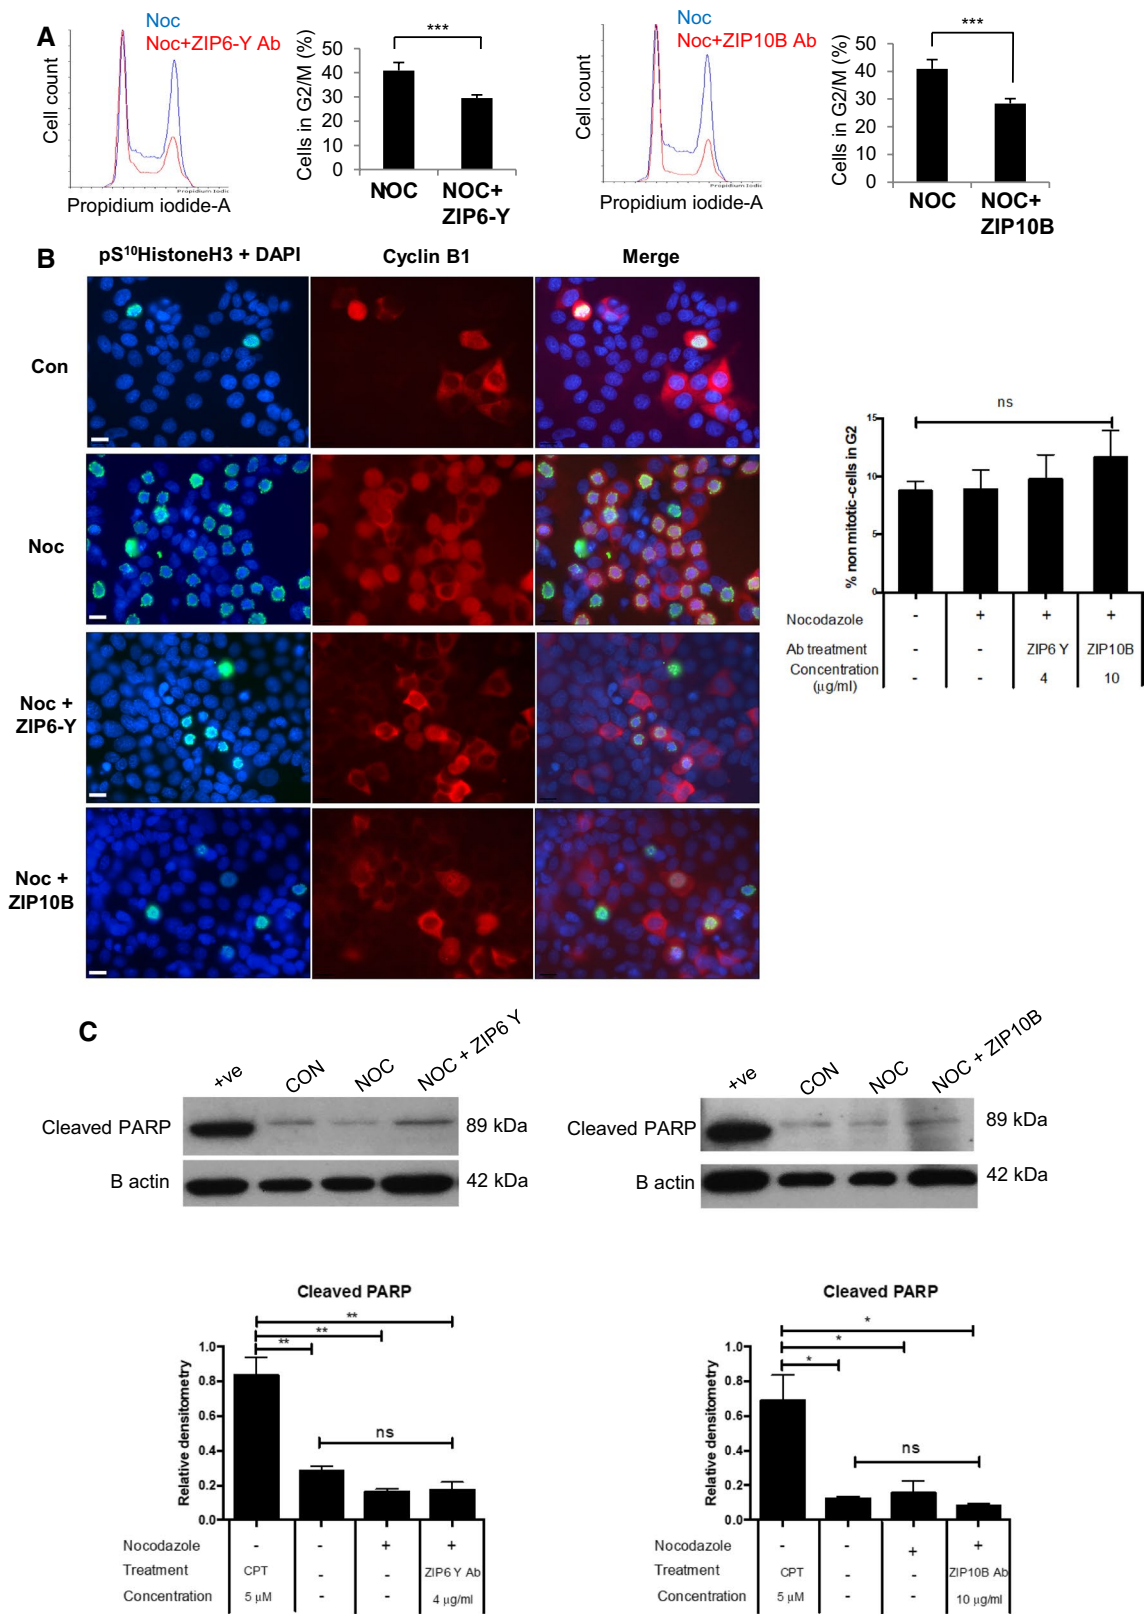 A
Noc
Noc+ZIP6-Y Ab
Cell count
Propidium Iodid
Propidium iodide-A
***
Cells in G2/M (%)
50
40
30
20
10
0
NOC
NOC+
ZIP6-Y
Noc
Noc+ZIP10B Ab
Cell count
Propidium Iodid
Propidium iodide-A
***
Cells in G2/M (%)
50
40
30
20
10
0
NOC
NOC+
ZIP10B
B
pS10HistoneH3 + DAPI
Cyclin B1
Merge
Con
Noc
Noc +
ZIP6-Y
Noc +
ZIP10B
ns
% non mitotic-cells in G2
15
10
5
0
Nocodazole - + + +
Ab treatment - - ZIP6 Y ZIP10B
Concentration
(µg/ml) - - 4 10
C
+ve CON NOC NOC + ZIP6 Y
Cleaved PARP 89 kDa
B actin 42 kDa
+ve CON NOC NOC + ZIP10B
Cleaved PARP 89 kDa
B actin 42 kDa
Cleaved PARP
**
**
**
ns
Relative densitometry
1.0
0.8
0.6
0.4
0.2
0.0
Nocodazole - - + +
Treatment CPT - - ZIP6 Y Ab
Concentration 5 µM - - 4 µg/ml
Cleaved PARP
*
*
*
ns
Relative densitometry
1.0
0.8
0.6
0.4
0.2
0.0
Nocodazole - - + +
Treatment CPT - - ZIP10B Ab
Concentration 5 µM - - 10 µg/ml